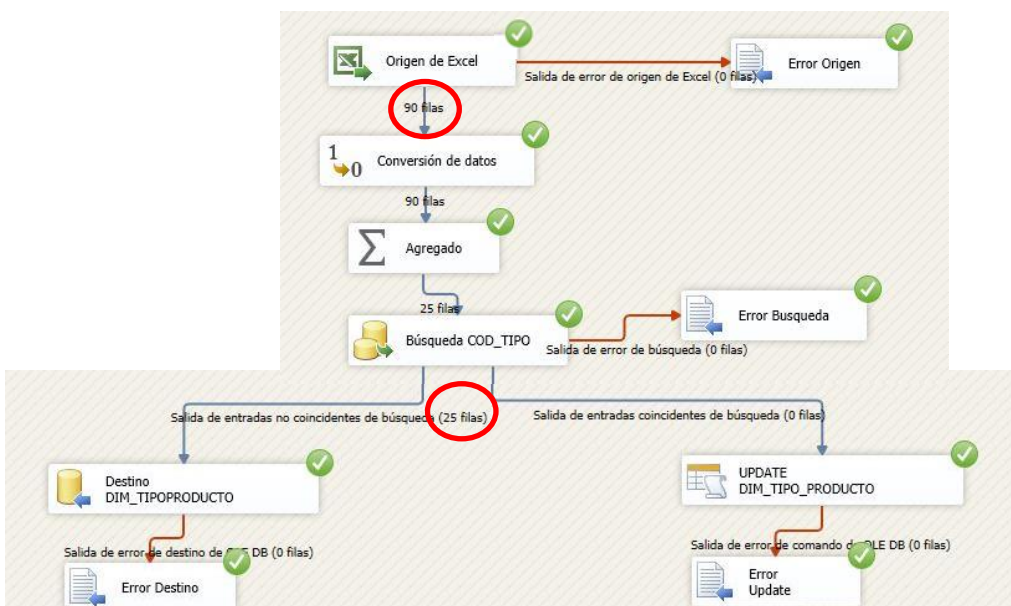 Origen de Excel
Error Origen
Salida de error de origen de Excel (0 filas)
90 filas
1
0
Conversión de datos
90 filas
Σ
Agregado
25 filas
Error Busqueda
Búsqueda COD_TIPO
Salida de error de búsqueda (0 filas)
Salida de entradas no coincidentes de búsqueda (25 filas)
Salida de entradas coincidentes de búsqueda (0 filas)
Destino
DIM_TIPOPRODUCTO
UPDATE
DIM_TIPO_PRODUCTO
Salida de error de destino de DB (0 filas)
Salida de error de comando de OLE DB (0 filas)
Error Destino
Error
Update